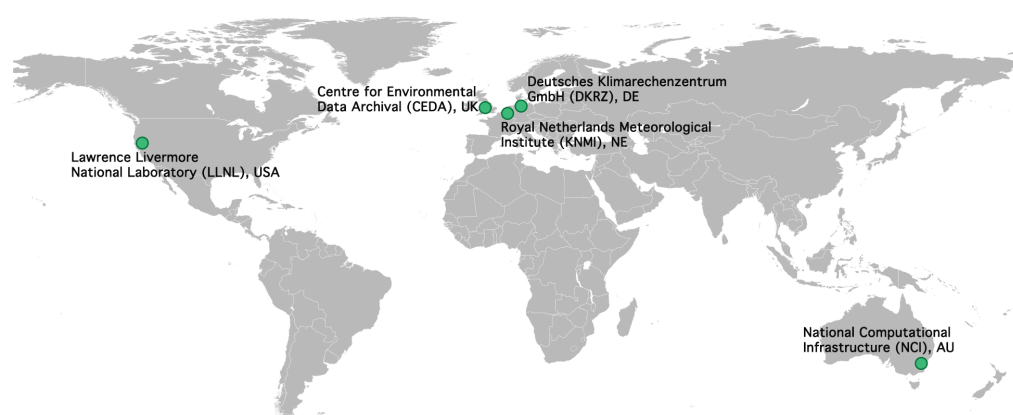 Deutsches Klimarechenzentrum
GmbH (DKRZ), DE
Centre for Environmental
Data Archival (CEDA), UK
Royal Netherlands Meteorological
Institute (KNMI), NE
Lawrence Livermore
National Laboratory (LLNL), USA
National Computational
Infrastructure (NCI), AU